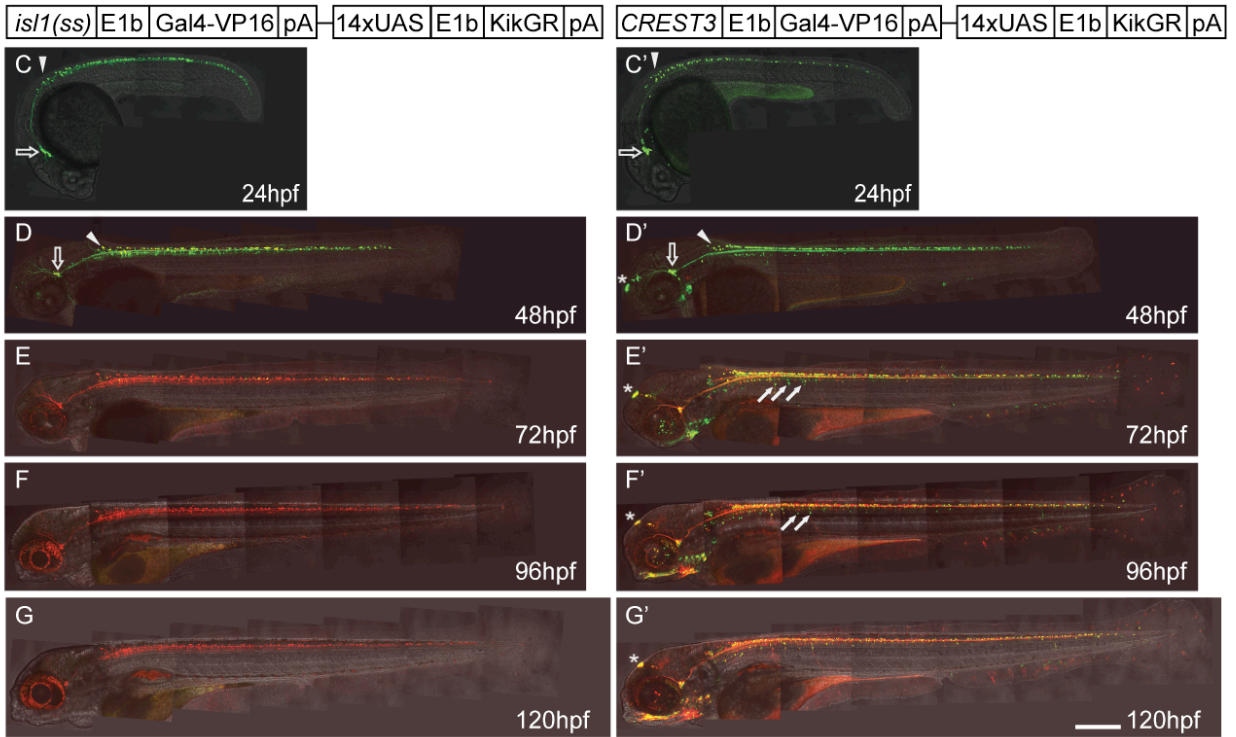 isl1(ss) E1b Gal4-VP16 pA 14xUAS E1b KikGR pA
CREST3 E1b Gal4-VP16 pA 14xUAS E1b KikGR pA
C
24hpf
C'
24hpf
D
48hpf
D'
*
48hpf
E
72hpf
E'
*
72hpf
F
96hpf
F'
*
96hpf
G
120hpf
G'
*
120hpf